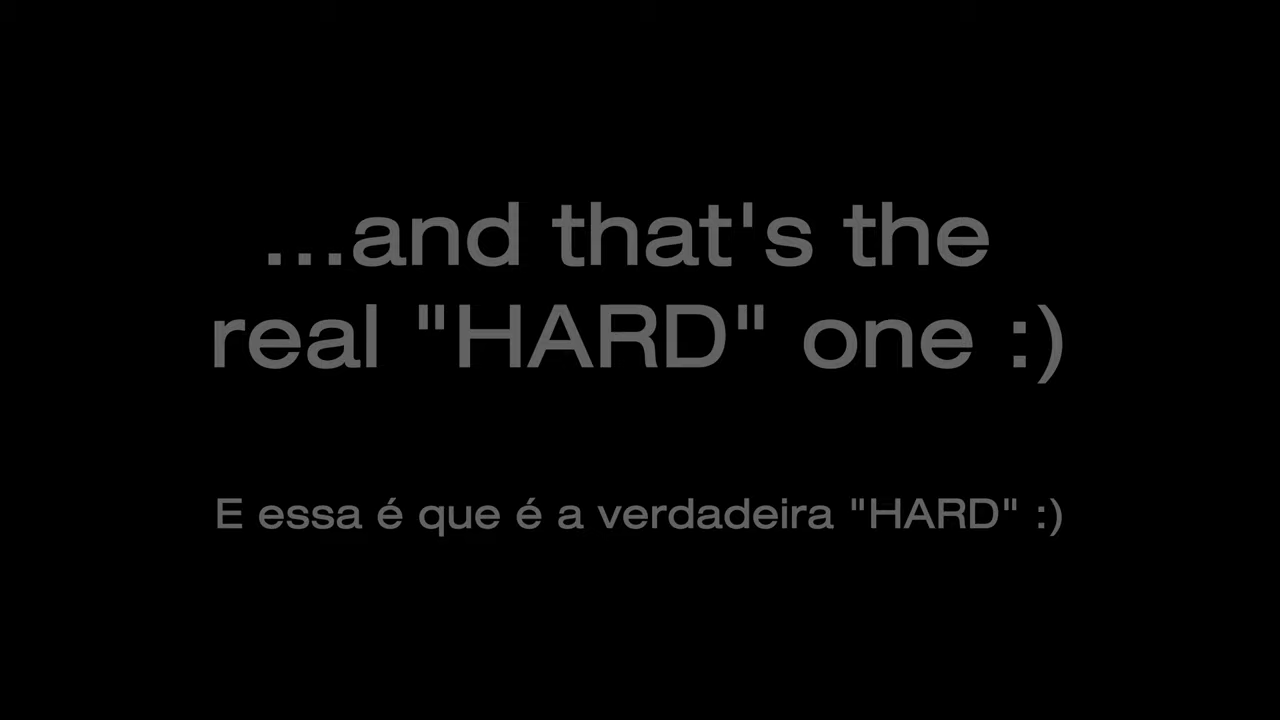 ...and that's the
real "HARD" one :)
E essa é que é a verdadeira "HARD" :)